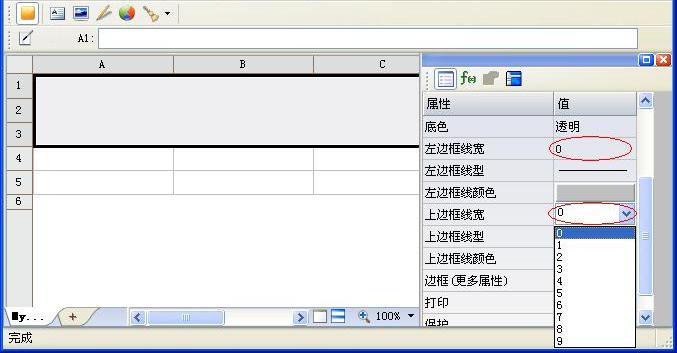 A1:
A B C
1
2
3
4
5
6
属性 值
底色 透明
左边框线宽 0
左边框线型
左边框线颜色
上边框线宽 0
上边框线型
上边框线颜色
边框(更多属性)
打印
保护
0
1
2
3
4
5
6
7
8
9
y... +
100%
完成